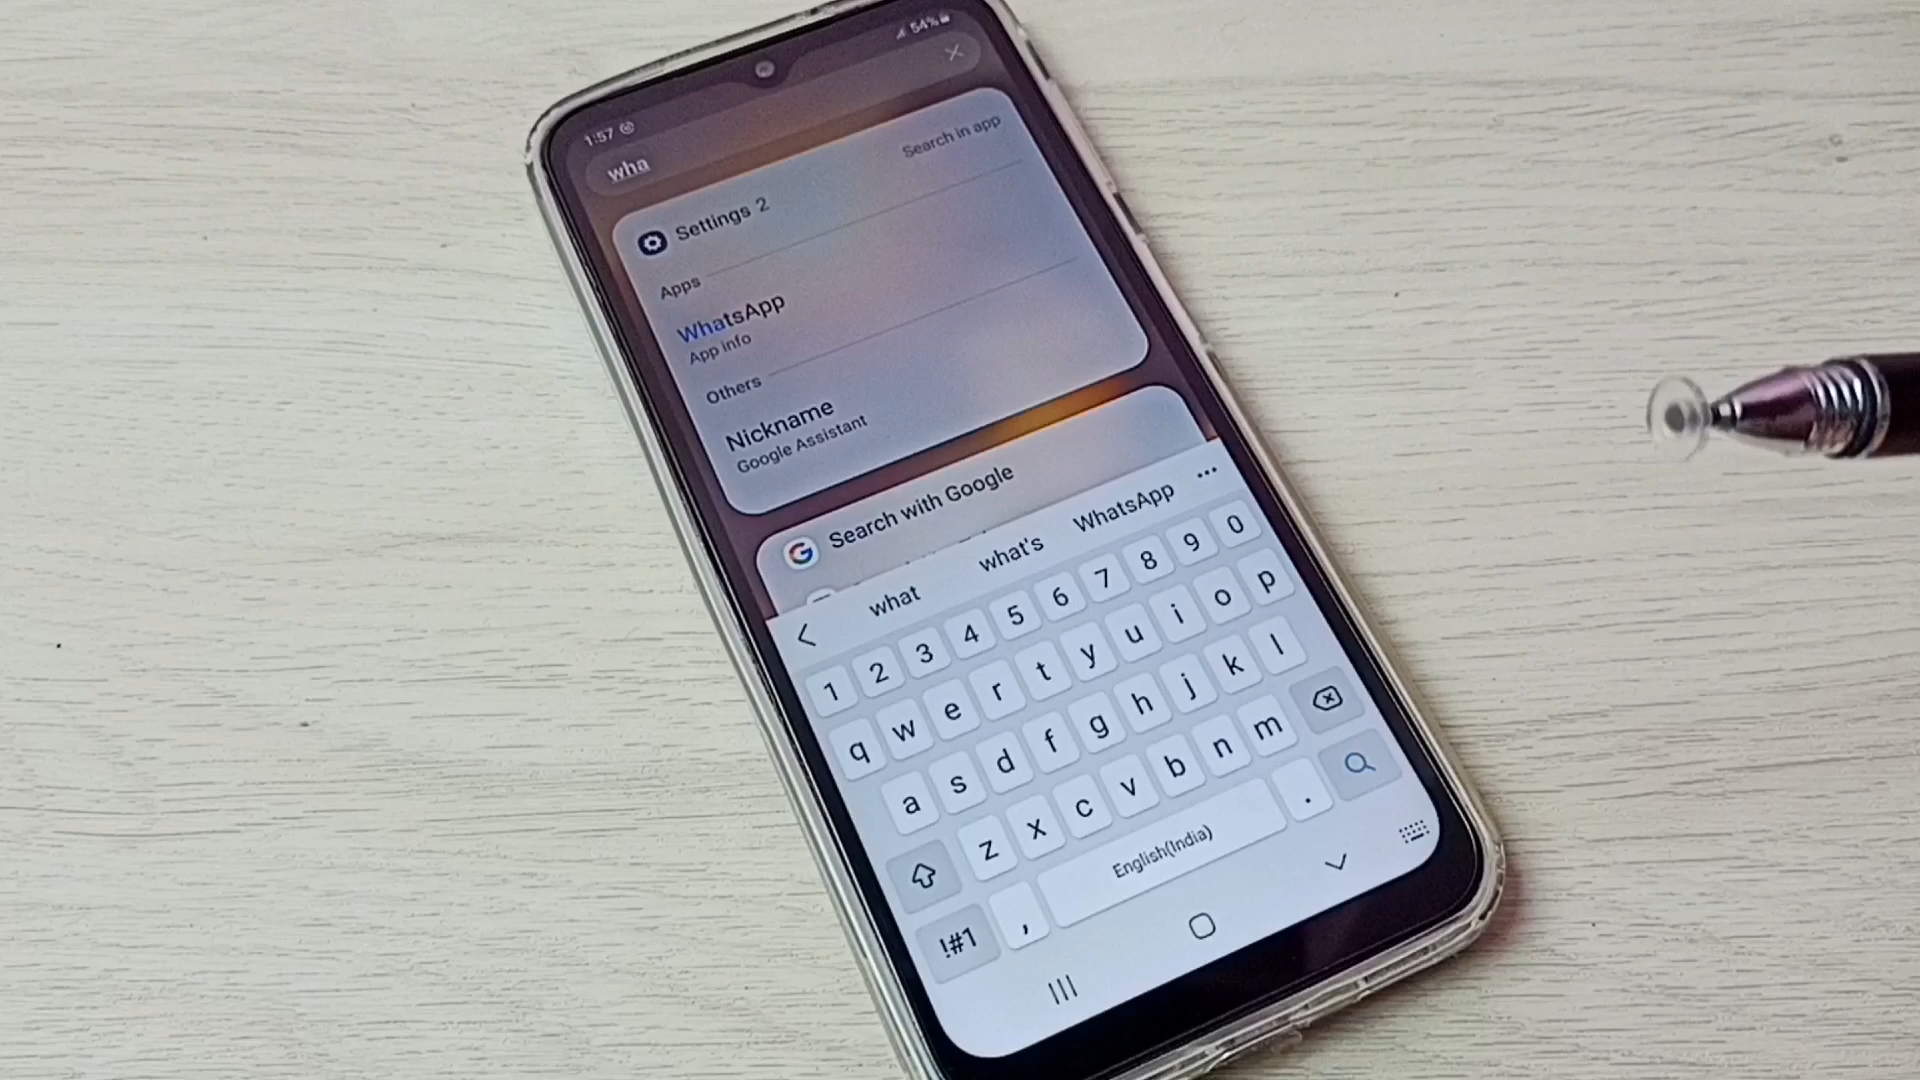 1:57 54%
wha
Settings 2 Search in app
Apps
WhatsApp
App info
Others
Nickname
Google Assistant
Search with Google
what what's WhatsApp
1 2 3 4 5 6 7 8 9 0
q w e r t y u i o p
a s d f g h j k l
z x c v b n m
!#1 , English(India) .